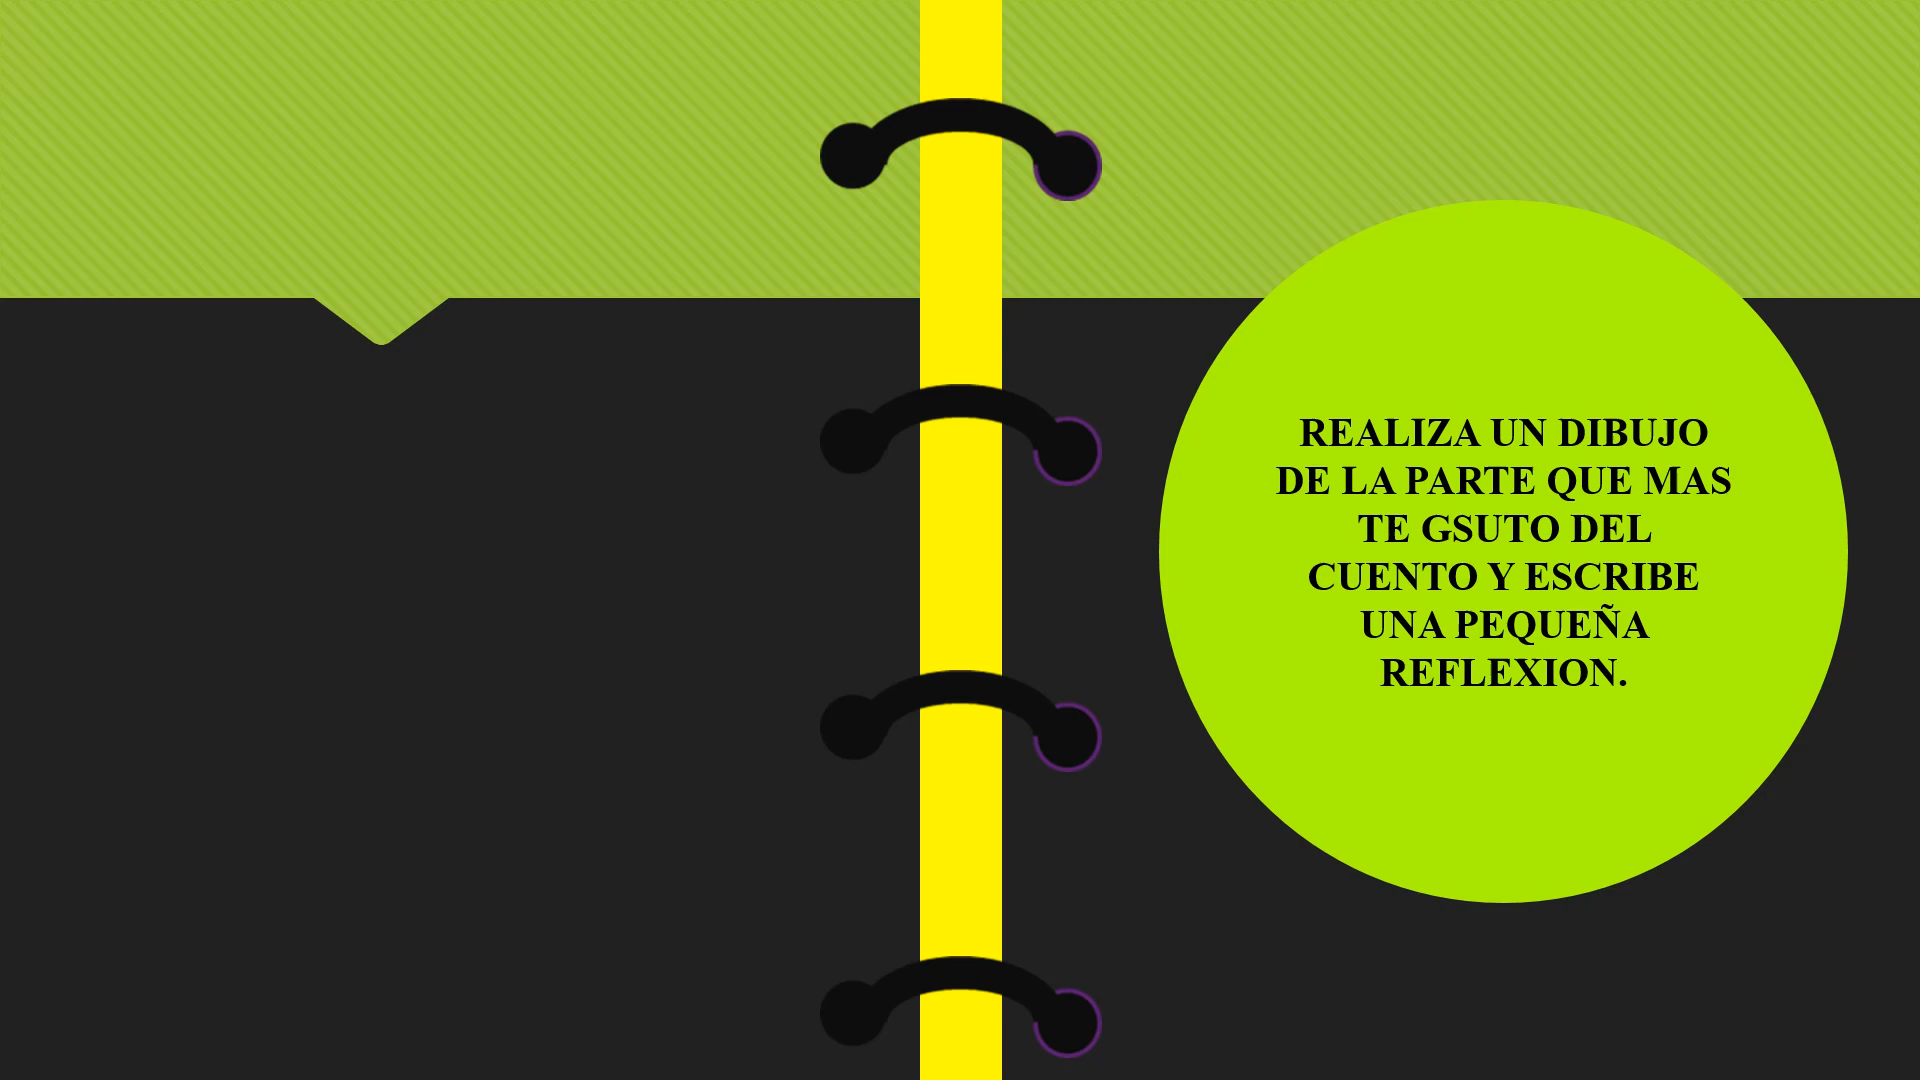 REALIZA UN DIBUJO
DE LA PARTE QUE MAS
TE GSUTO DEL
CUENTO Y ESCRIBE
UNA PEQUEÑA
REFLEXION.